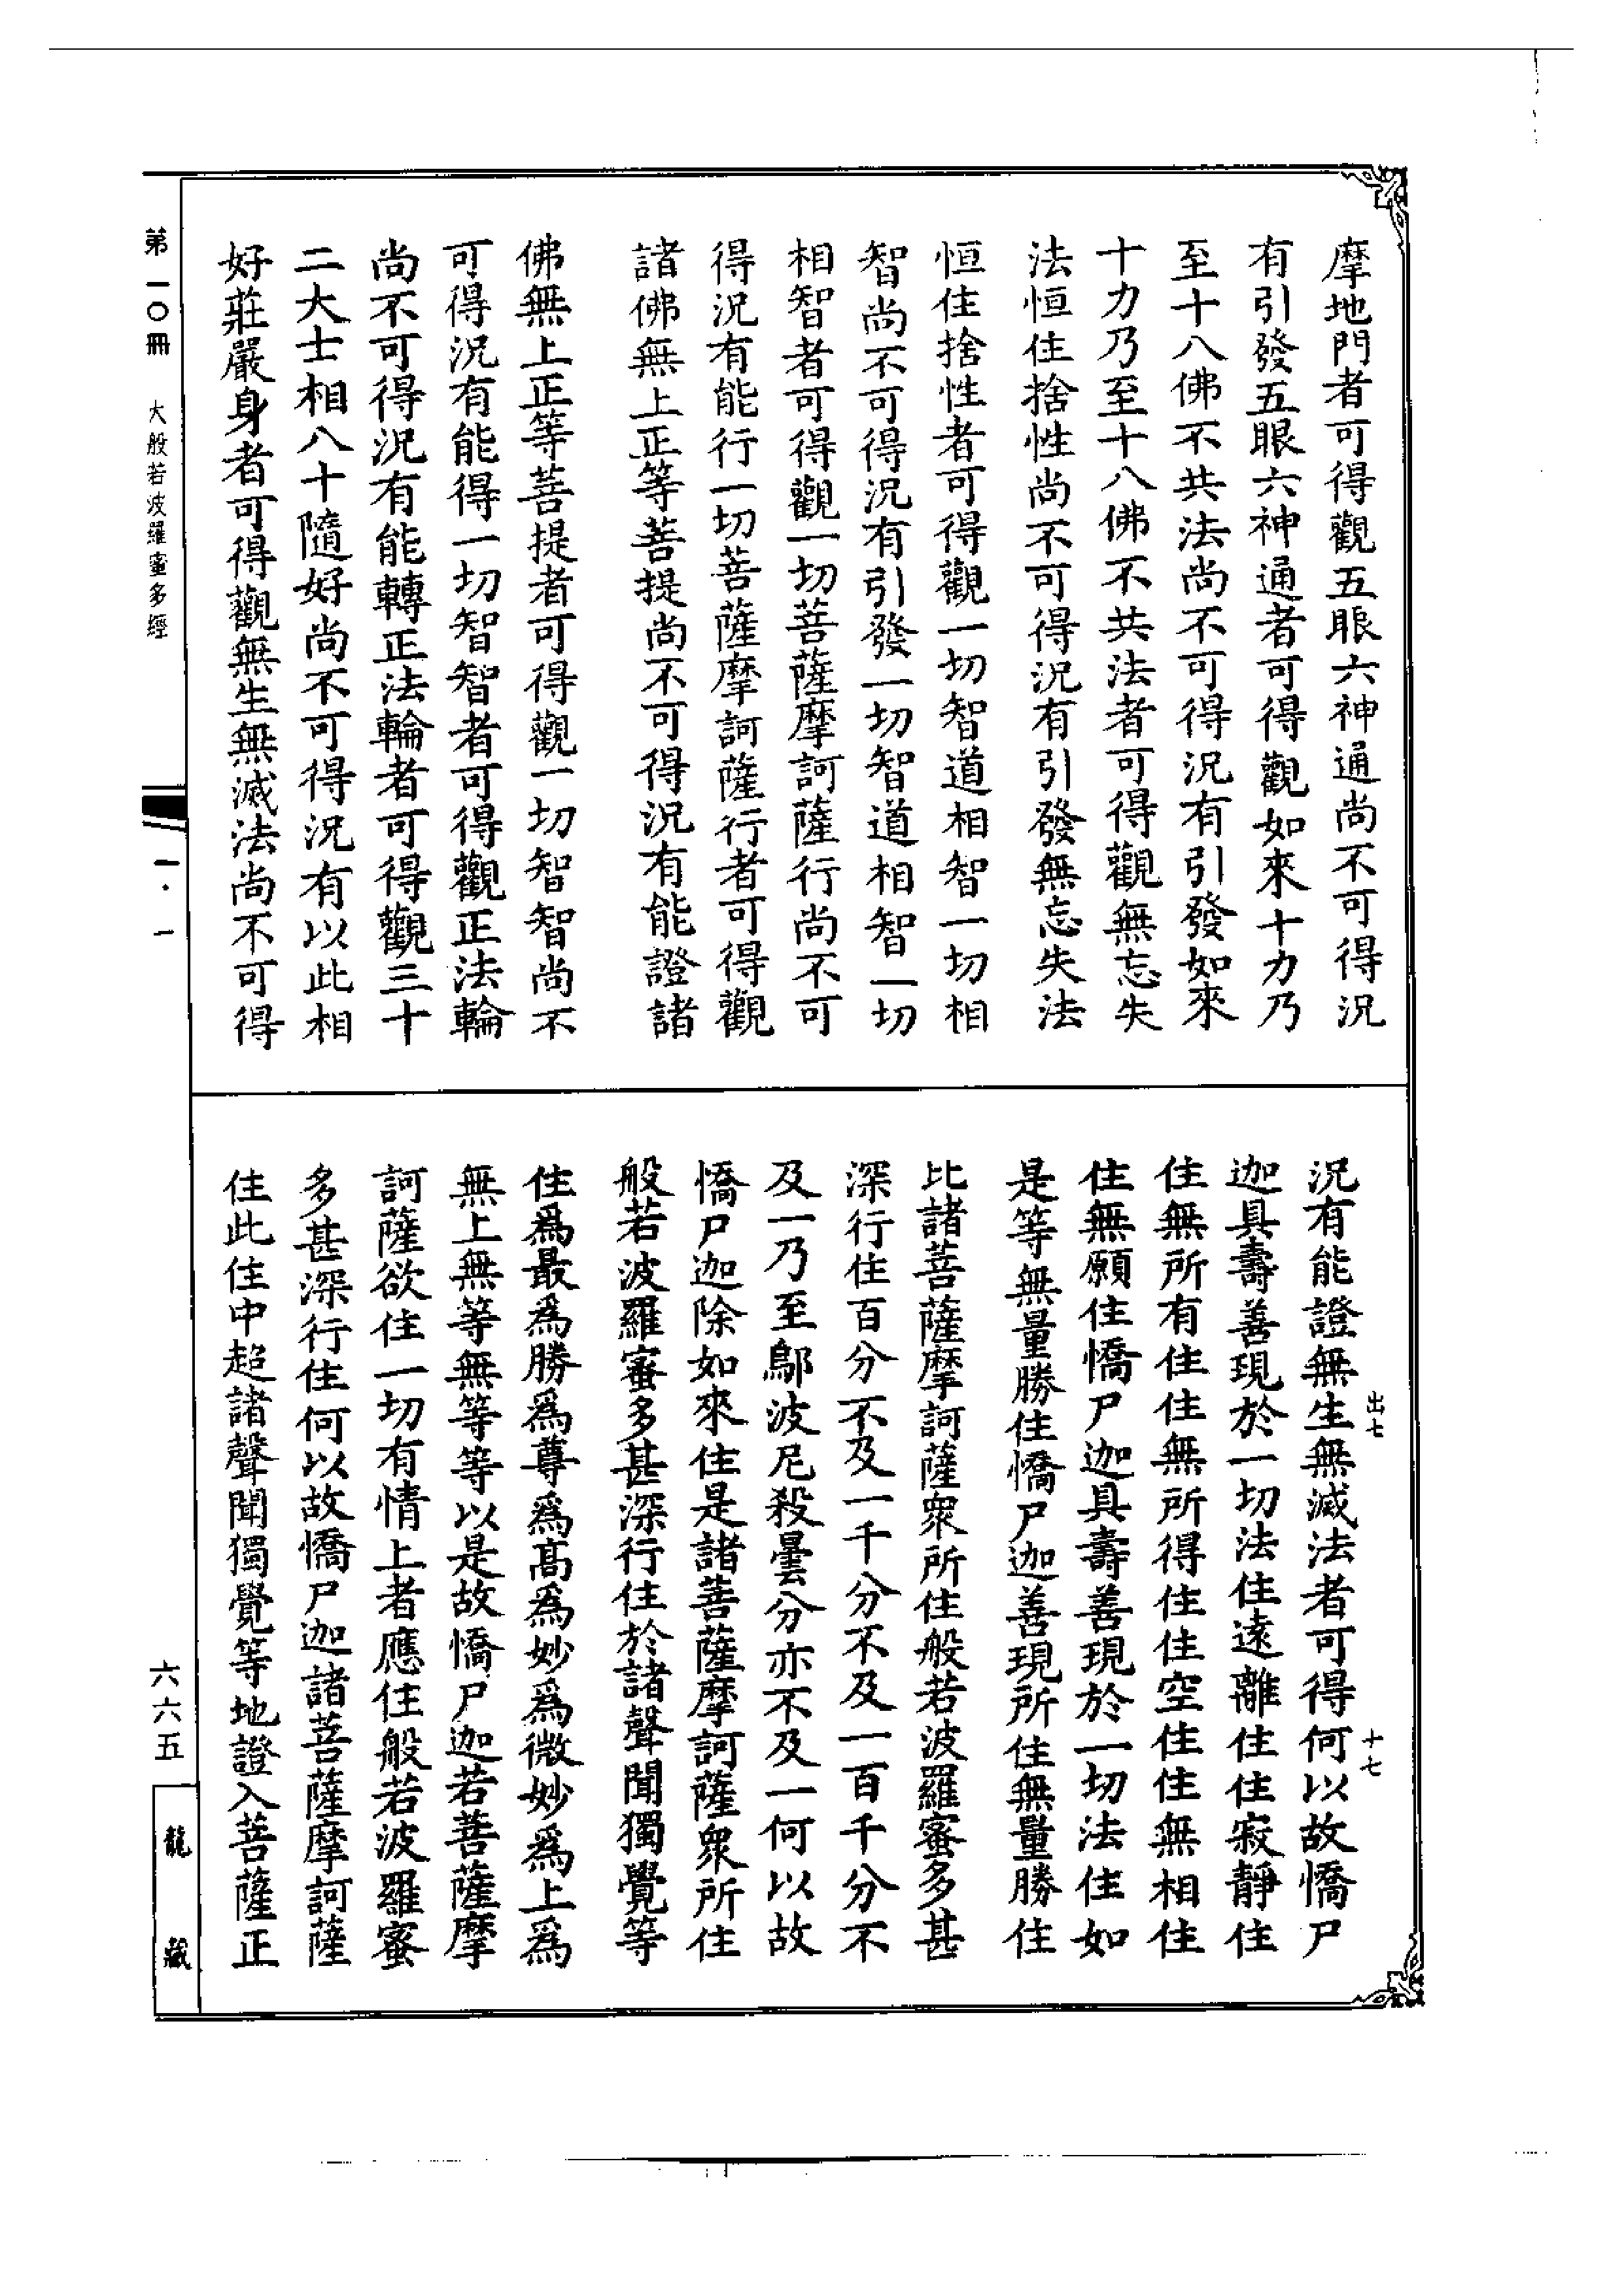 摩地門者可得觀五眼六神通尚不可得況
有引發五眼六神通者可得觀如來十力乃
至十八佛不共法尚不可得況有引發如來
十力乃至十八佛不共法者可得觀無忘失
法恒住捨性尚不可得況有引發無忘失法
恒住捨性者可得觀一切智道相智一切相
智尚不可得況有引發一切智道相智一切
相智者可得觀一切菩薩摩訶薩行尚不可
得況有能行一切菩薩摩訶薩行者可得觀
諸佛無上正等菩提尚不可得況有能證諸
佛無上正等菩提者可得觀一切智智尚不
可得況有能得一切智智者可得觀正法輪
尚不可得況有能轉正法輪者可得觀三十
二大士相八十隨好尚不可得況有以此相
好莊嚴身者可得觀無生無滅法尚不可得
況有能證無生無滅法者可得何以故憍尸
迦具壽善現於一切法住遠離住住寂靜住
住無所有住住無所得住住空住住無相住
住無願住憍尸迦具壽善現於一切法住如
是等無量勝住憍尸迦善現所住無量勝住
比諸菩薩摩訶薩眾所住般若波羅蜜多甚
深行住百分不及一千分不及一百千分不
及一乃至鄔波尼殺曇分亦不及一何以故
憍尸迦除如來住是諸菩薩摩訶薩眾所住
般若波羅蜜多甚深行住於諸聲聞獨覺等
住爲最爲勝爲尊爲高爲妙爲微妙爲上爲
無上無等無等等以是故憍尸迦若菩薩摩
訶薩欲住一切有情上者應住般若波羅蜜
多甚深行住何以故憍尸迦諸菩薩摩訶薩
住此住中超諸聲聞獨覺等地證入菩薩正
出七
十七
第一〇冊 大般若波羅蜜多經
一·一
六六五
龍藏